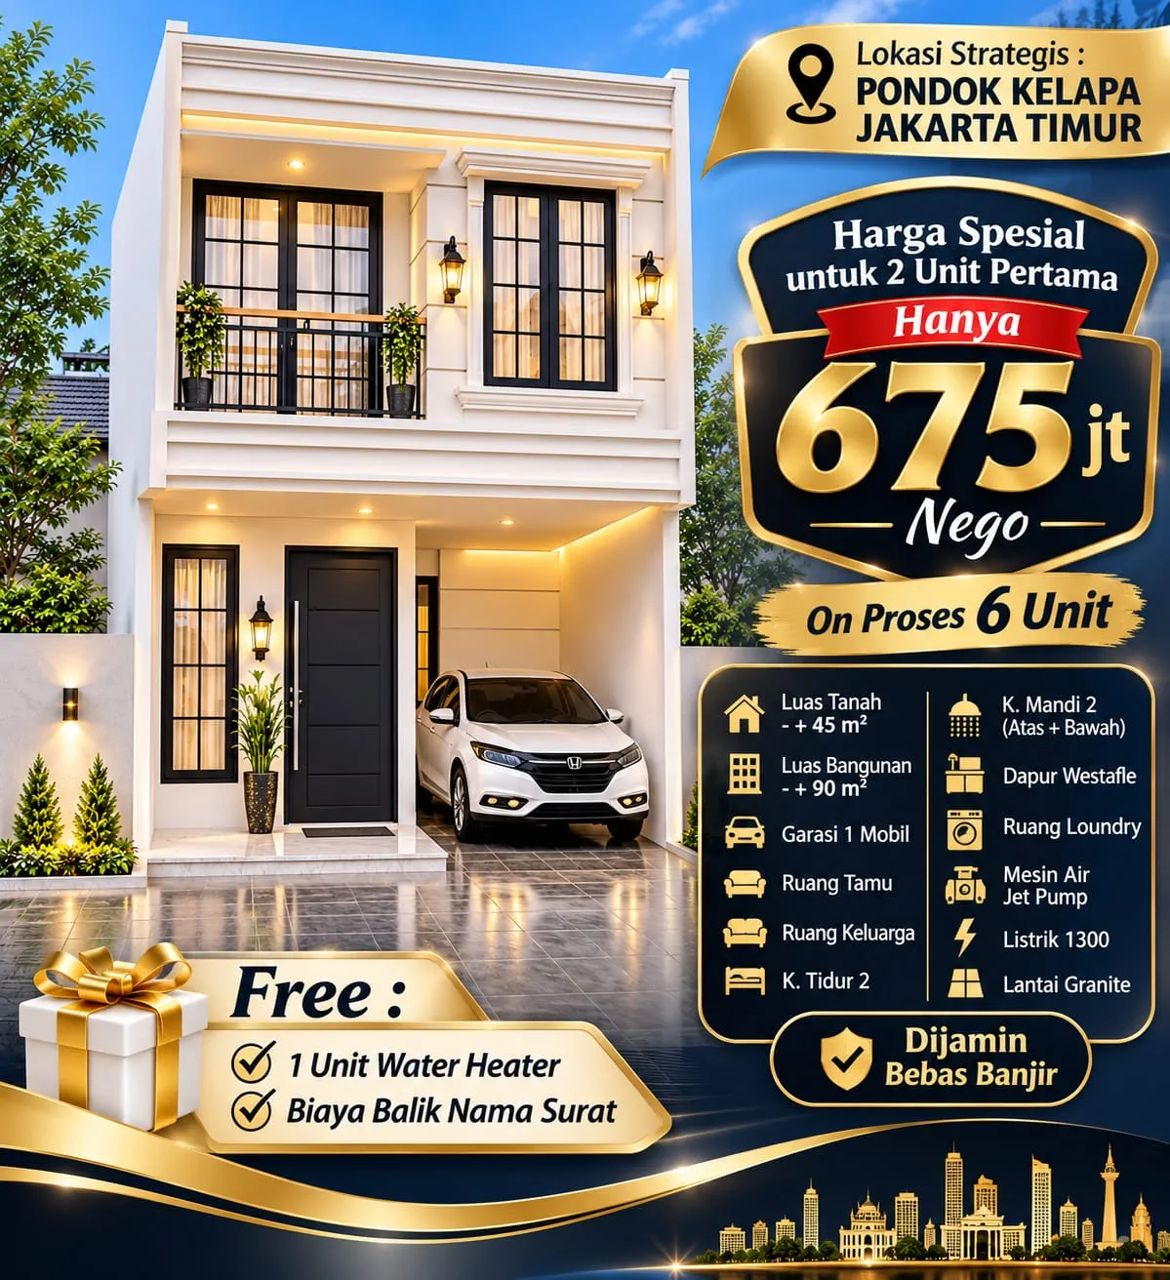 Lokasi Strategis :
PONDOK KELAPA
JAKARTA TIMUR
Harga Spesial
untuk 2 Unit Pertama
Hanya
675 jt
Nego
On Proses 6 Unit
Luas Tanah
- + 45 m²
Luas Bangunan
- + 90 m²
Garasi 1 Mobil
Ruang Tamu
Ruang Keluarga
K. Tidur 2
K. Mandi 2
(Atas + Bawah)
Dapur Westafle
Ruang Loundry
Mesin Air
Jet Pump
Listrik 1300
Lantai Granite
Dijamin
Bebas Banjir
Free :
1 Unit Water Heater
Biaya Balik Nama Surat